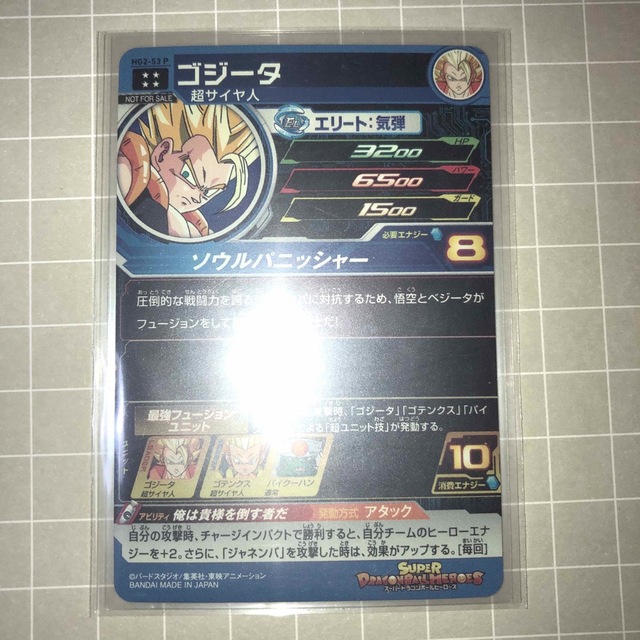 HG2-53 P
ゴジータ
NOT FOR SALE
超サイヤ人
エリート:気弾
HP
3200
パワー
6500
ガード
1500
必要エナジー
8
ソウルパニッシャー
圧倒的な戦闘力を誇る に対抗するため、悟空とベジータが
フュージョンをして
最強フュージョン
ユニット
撃時、「ゴジータ」「ゴテンクス」「バイ
る「超ユニット技」が発動する。
ゴジータ
超サイヤ人
ゴテンクス
超サイヤ人
バイクーハン
通常
10
消費エナジー
アビリティ 俺は貴様を倒す者だ 発動方式 アタック
自分の攻撃時、チャージインパクトで勝利すると、自分チームのヒーローエナ
ジーを+2。さらに、「ジャネンバ」を攻撃した時は、効果がアップする。[毎回]
©バードスタジオ/集英社・東映アニメーション
BANDAI MADE IN JAPAN
SUPER
DRAGONBALL HEROES
スーパードラゴンボールヒーローズ